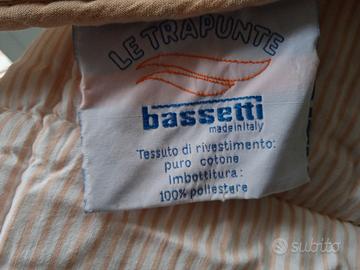 LE TRAPUNTE
bassetti
made in Italy
Tessuto di rivestimento:
puro cotone
Imbottitura:
100% poliestere
subito